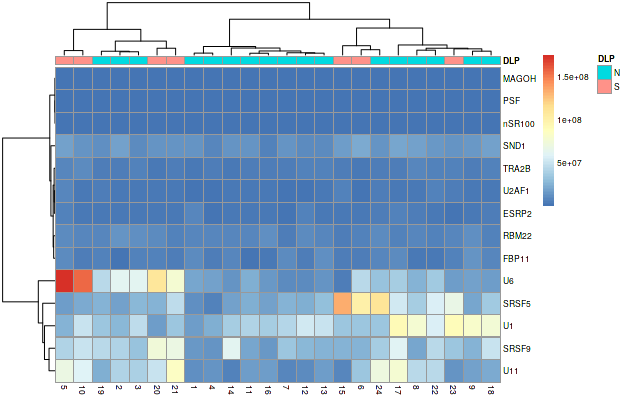 DLP
DLP
N
S
1.5e+08
1e+08
5e+07
MAGOH
PSF
nSR100
SND1
TRA2B
U2AF1
ESRP2
RBM22
FBP11
U6
SRSF5
U1
SRSF9
U11
5 10 19 2 3 20 21 1 4 14 11 16 7 12 13 15 6 24 17 8 22 23 9 18